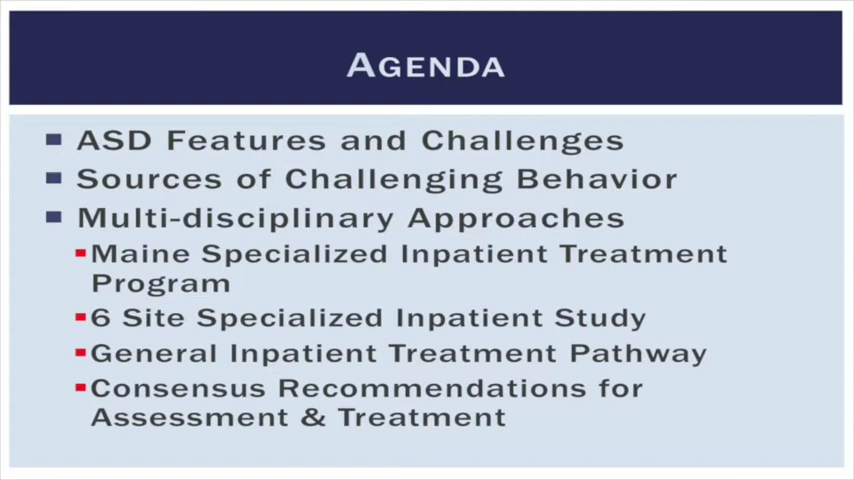 AGENDA
ASD Features and Challenges
Sources of Challenging Behavior
Multi-disciplinary Approaches
Maine Specialized Inpatient Treatment
Program
6 Site Specialized Inpatient Study
General Inpatient Treatment Pathway
Consensus Recommendations for
Assessment & Treatment